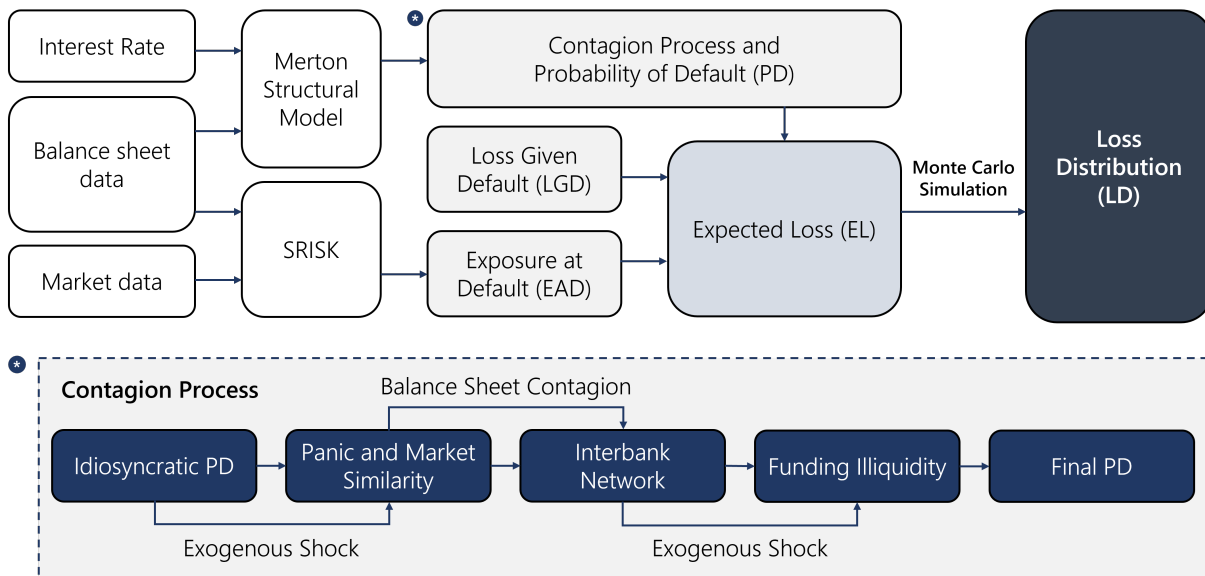 *
Interest Rate
Merton
Structural
Model
Contagion Process and
Probability of Default (PD)
Balance sheet
data
Loss Given
Default (LGD)
Loss
Distribution
(LD)
Monte Carlo
Simulation
Expected Loss (EL)
SRISK
Exposure at
Default (EAD)
Market data
*
Contagion Process
Balance Sheet Contagion
Idiosyncratic PD
Panic and Market
Similarity
Interbank
Network
Funding Illiquidity
Final PD
Exogenous Shock
Exogenous Shock